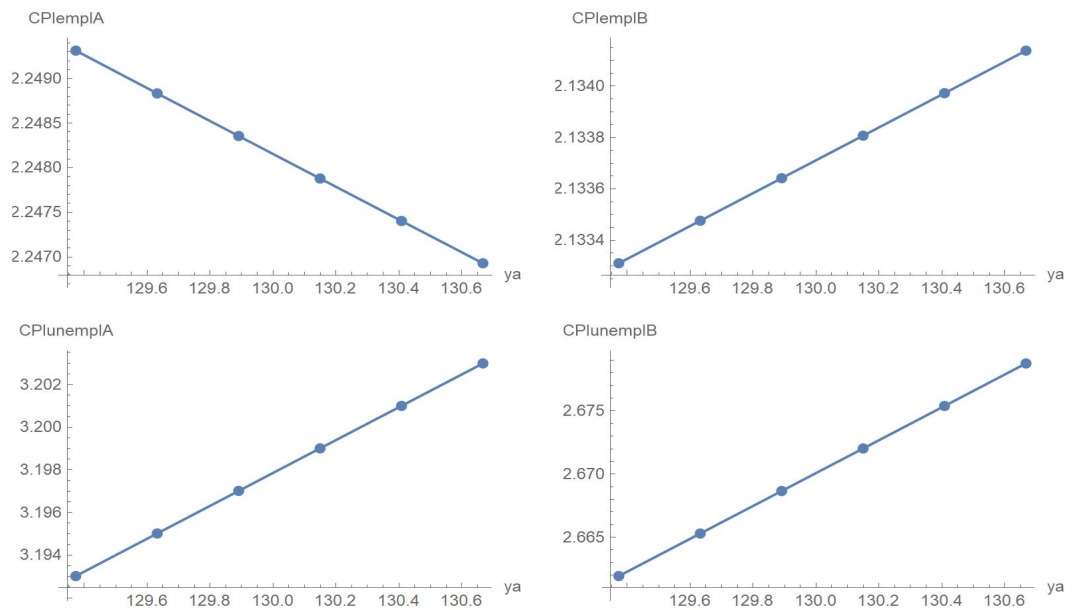 CPIemplA
2.2490
2.2485
2.2480
2.2475
2.2470
129.6 129.8 130.0 130.2 130.4 130.6 ya
CPIemplB
2.1340
2.1338
2.1336
2.1334
129.6 129.8 130.0 130.2 130.4 130.6 ya
CPIunemplA
3.202
3.200
3.198
3.196
3.194
129.6 129.8 130.0 130.2 130.4 130.6 ya
CPIunemplB
2.675
2.670
2.665
129.6 129.8 130.0 130.2 130.4 130.6 ya